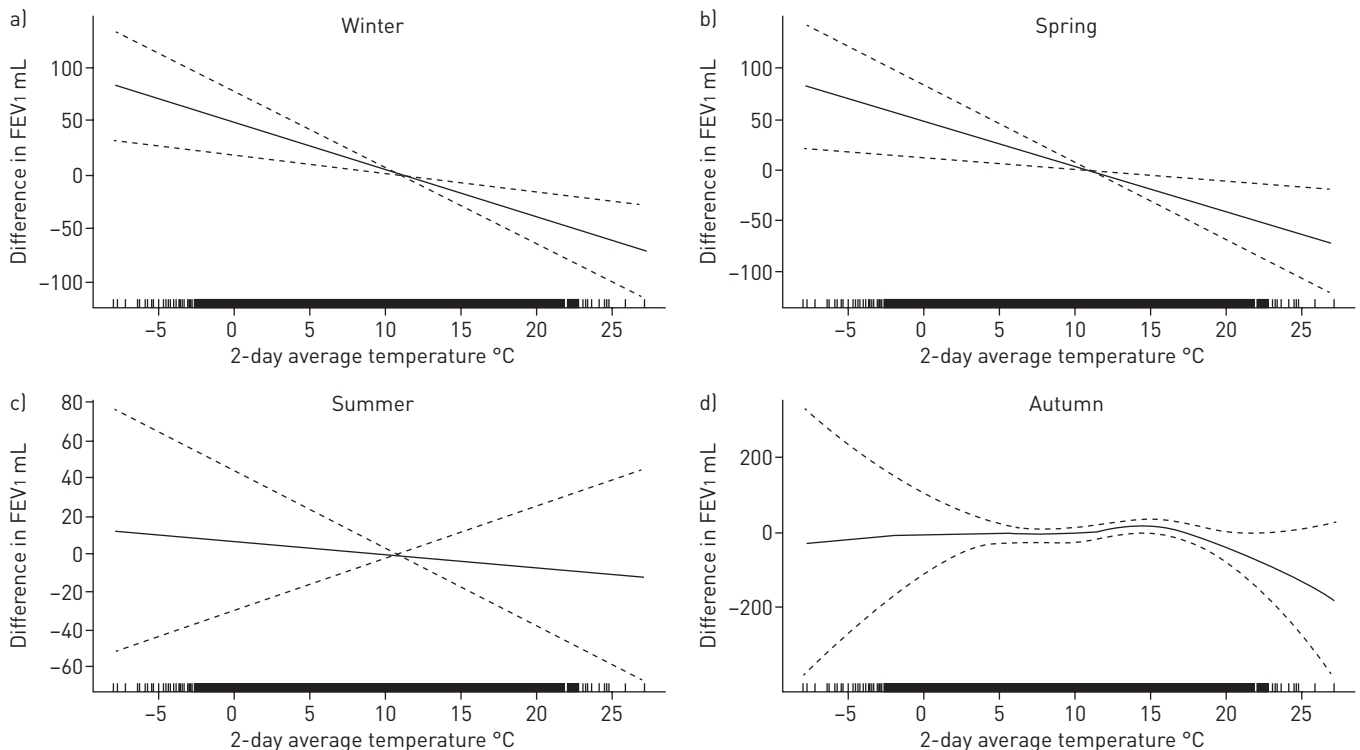 a)
Winter
Difference in FEV1 mL
100
50
0
−50
−100
−5 0 5 10 15 20 25
2-day average temperature °C
b)
Spring
Difference in FEV1 mL
100
50
0
−50
−100
−5 0 5 10 15 20 25
2-day average temperature °C
c)
Summer
Difference in FEV1 mL
80
60
40
20
0
−20
−40
−60
−5 0 5 10 15 20 25
2-day average temperature °C
d)
Autumn
Difference in FEV1 mL
200
0
−200
−5 0 5 10 15 20 25
2-day average temperature °C